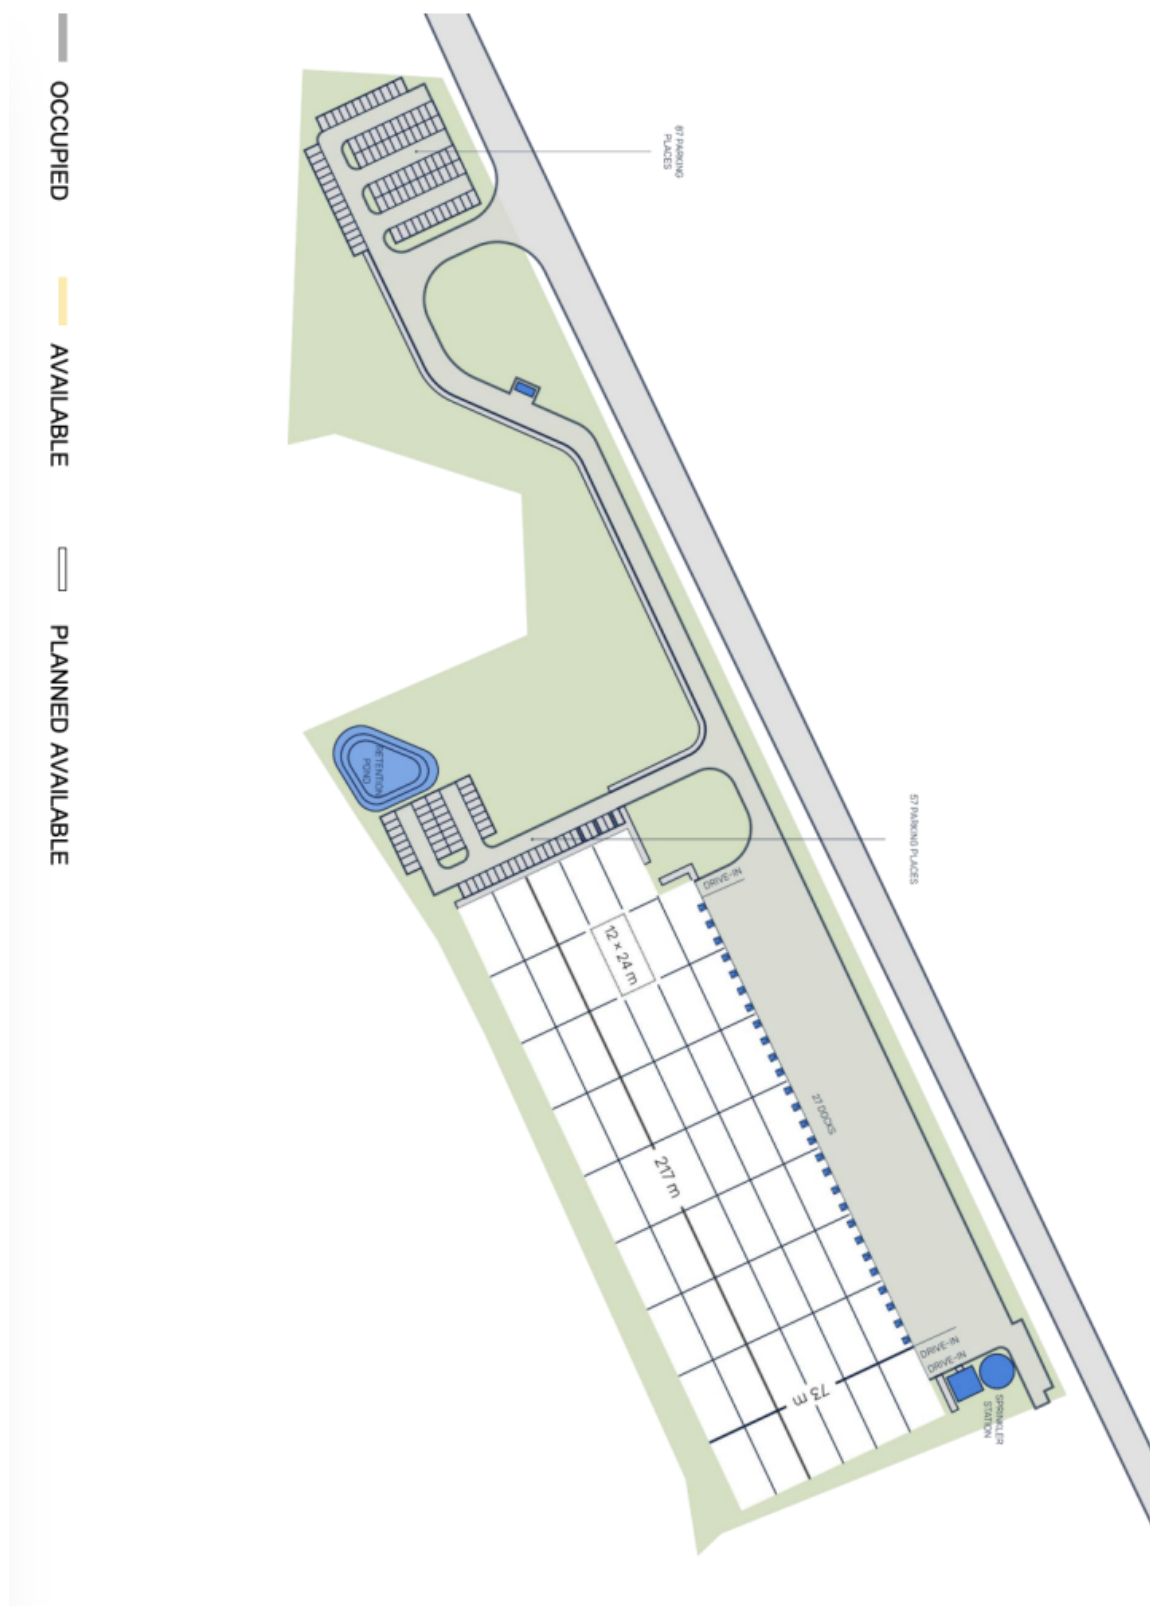 OCCUPIED
AVAILABLE
PLANNED AVAILABLE
87 PARKING
PLACES
57 PARKING PLACES
RETENTION
POND
DRIVE-IN
12 × 24 m
27 DOCKS
217 m
73 m
DRIVE-IN
DRIVE-IN
SPRINKLER
STATION